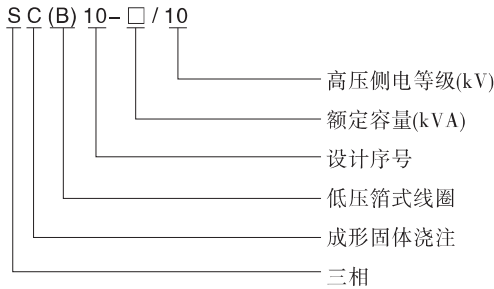 SC(B)10-□/10
高压侧电等级(kV)
额定容量(kVA)
设计序号
低压箔式线圈
成形固体浇注
三相